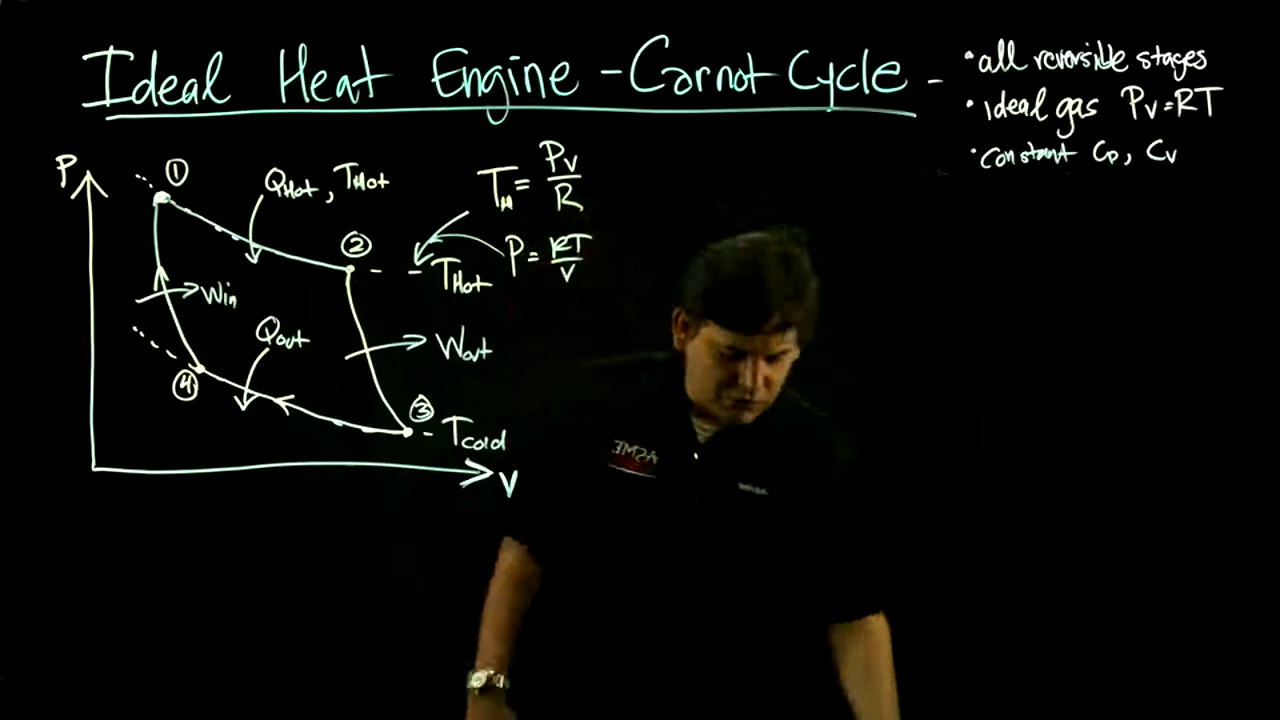 Ideal Heat Engine - Carnot Cycle -
• all reversible stages
• ideal gas Pv=RT
• constant Cp, Cv
P
①
QHot, THot
TH = Pv/R
②
P = RT/v
THot
Win
Qout
Wout
④
③
Tcold
v
ASME